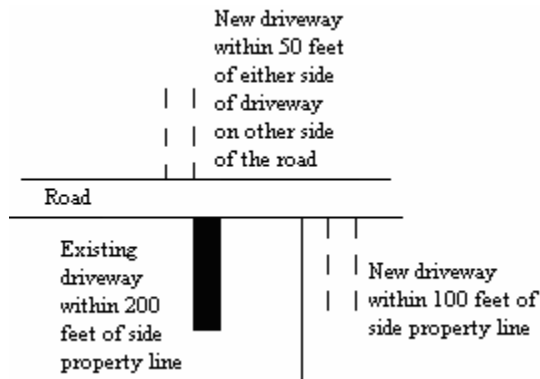 New driveway
within 50 feet
of either side
of driveway
on other side
of the road
Road
Existing
driveway
within 200
feet of side
property line
New driveway
within 100 feet of
side property line